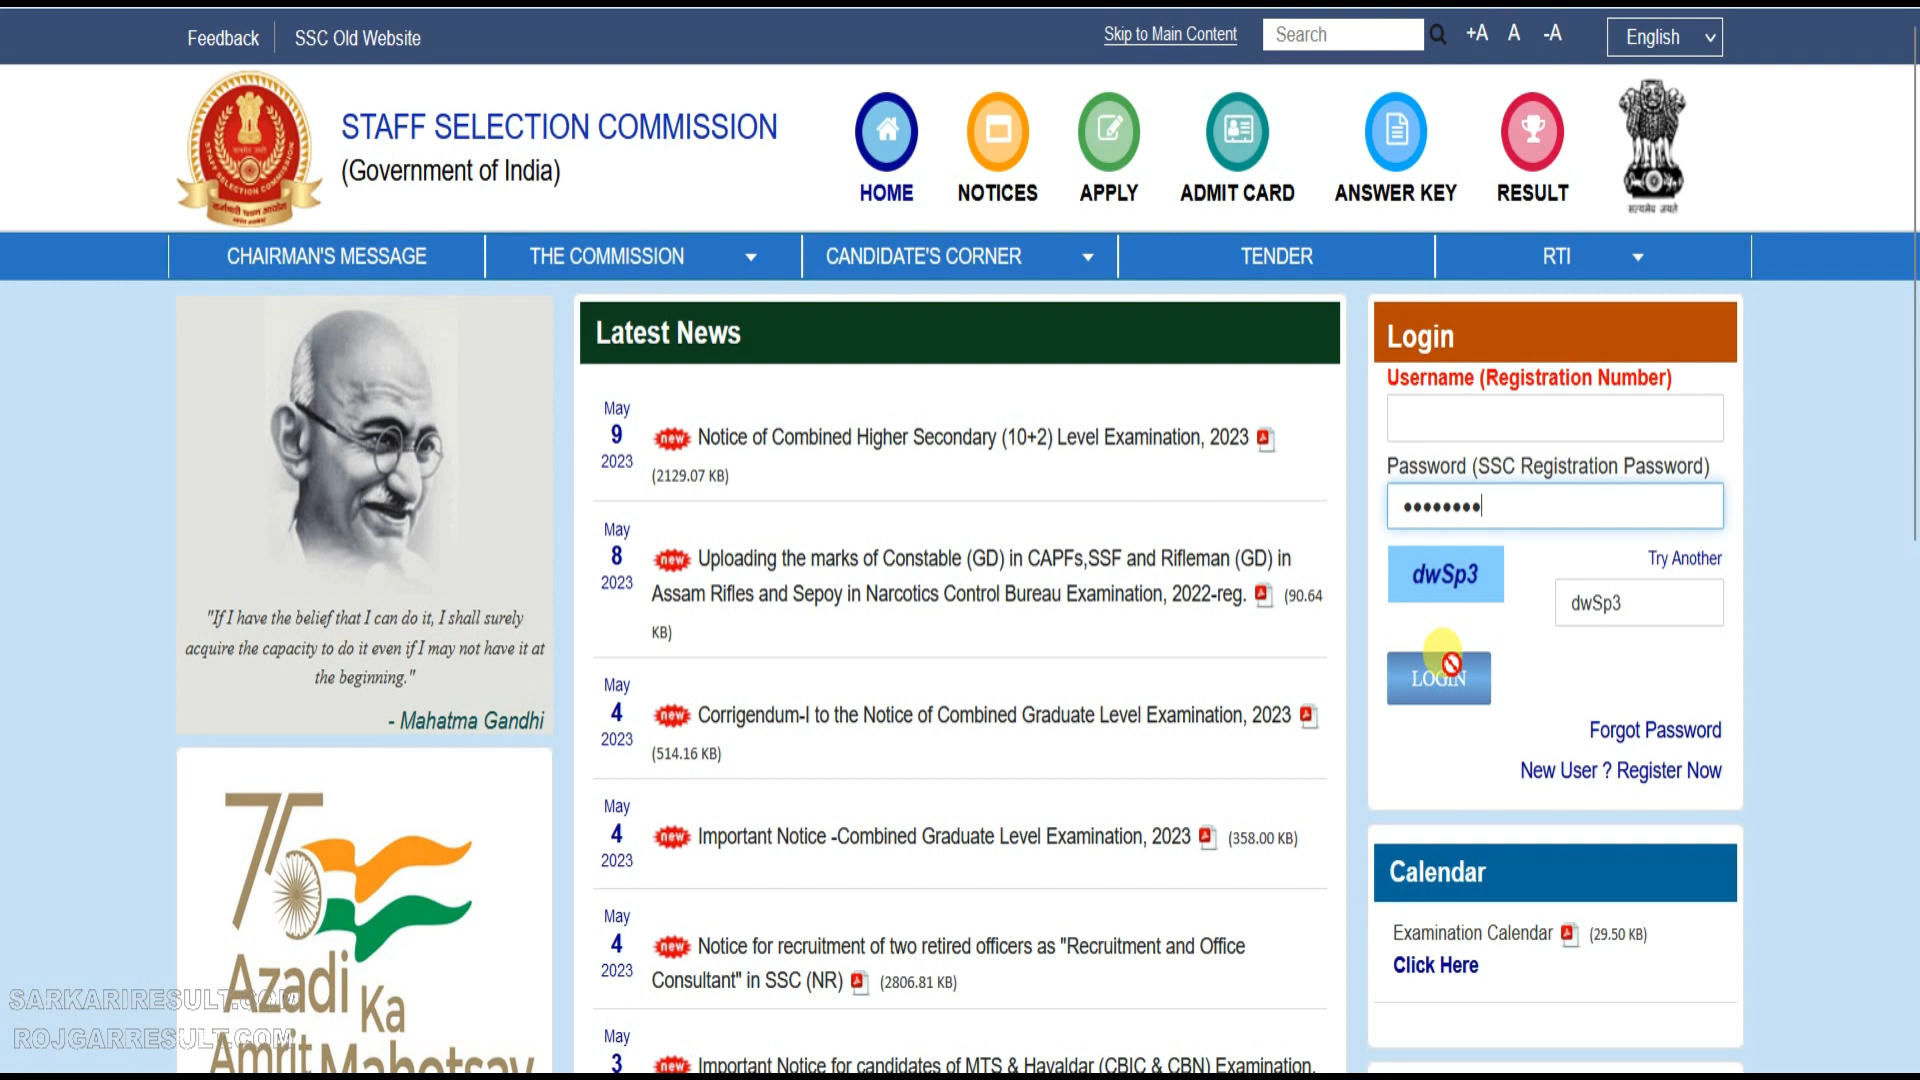 Feedback
SSC Old Website
Skip to Main Content
Search
+A
A
-A
English
STAFF SELECTION COMMISSION
(Government of India)
STAFF SELECTION COMMISSION
HOME
NOTICES
APPLY
ADMIT CARD
ANSWER KEY
RESULT
सत्यमेव जयते
CHAIRMAN'S MESSAGE
THE COMMISSION
CANDIDATE'S CORNER
TENDER
RTI
"If I have the belief that I can do it, I shall surely
acquire the capacity to do it even if I may not have it at
the beginning."
- Mahatma Gandhi
75
Azadi
Ka
Amrit Mahotsav
SARKARIRESULT.COM
ROJGARRESULT.COM
Latest News
May
9
2023
new Notice of Combined Higher Secondary (10+2) Level Examination, 2023
(2129.07 KB)
May
8
2023
new Uploading the marks of Constable (GD) in CAPFs,SSF and Rifleman (GD) in
Assam Rifles and Sepoy in Narcotics Control Bureau Examination, 2022-reg. (90.64
KB)
May
4
2023
new Corrigendum-I to the Notice of Combined Graduate Level Examination, 2023
(514.16 KB)
May
4
2023
new Important Notice -Combined Graduate Level Examination, 2023 (358.00 KB)
May
4
2023
new Notice for recruitment of two retired officers as "Recruitment and Office
Consultant" in SSC (NR) (2806.81 KB)
May
3
new Important Notice for candidates of MTS & Havaldar (CBIC & CBN) Examination,
Login
Username (Registration Number)
Password (SSC Registration Password)
••••••••
dwSp3
Try Another
dwSp3
LOGIN
Forgot Password
New User ? Register Now
Calendar
Examination Calendar (29.50 KB)
Click Here